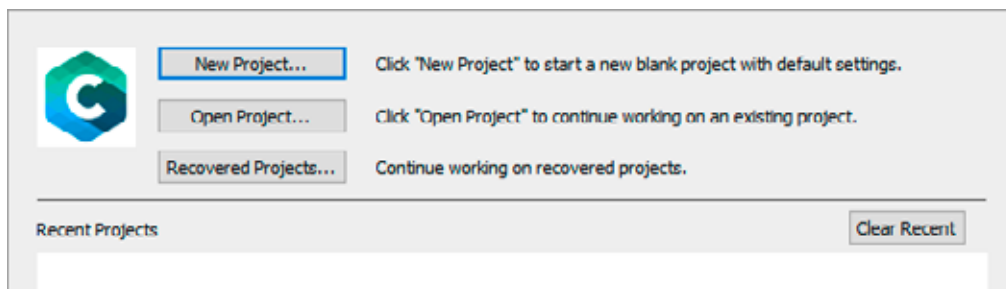 C
New Project... Click "New Project" to start a new blank project with default settings.
Open Project... Click "Open Project" to continue working on an existing project.
Recovered Projects... Continue working on recovered projects.
Recent Projects Clear Recent